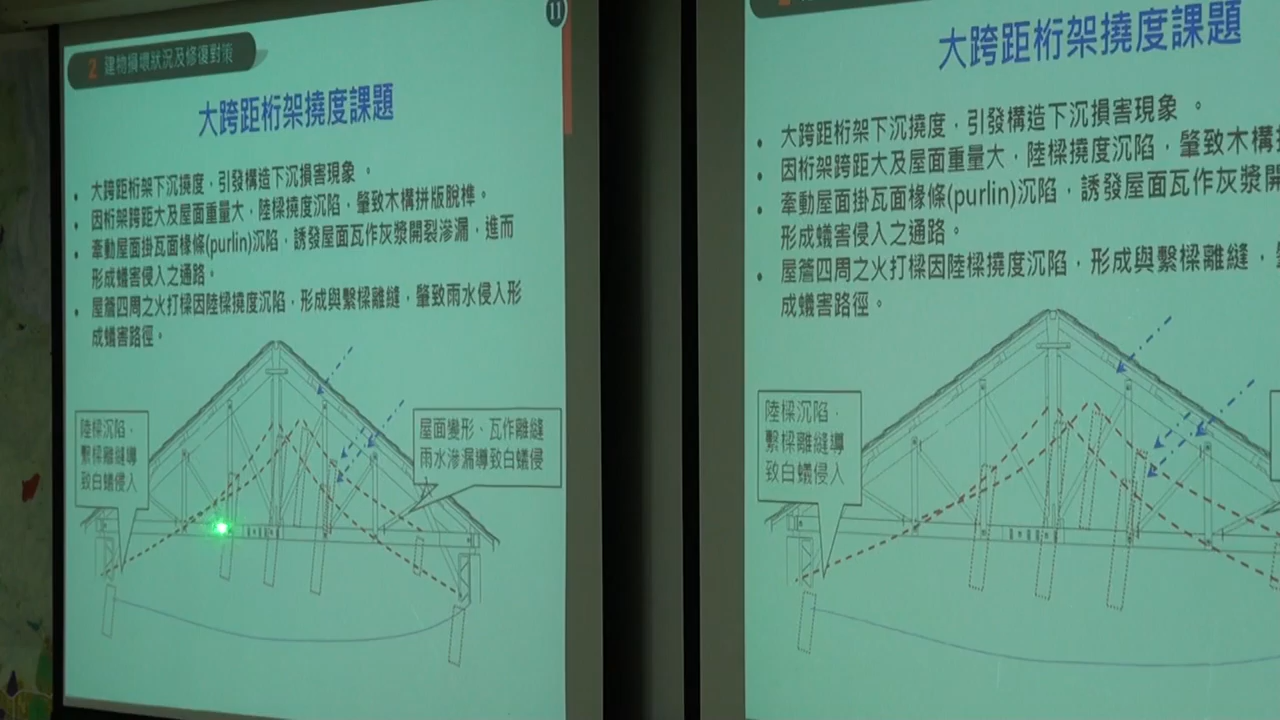 11
2 建物損壞狀況及修復對策
大跨距桁架撓度課題
• 大跨距桁架下沉撓度，引發構造下沉損害現象。
• 因桁架跨距大及屋面重量大，陸樑撓度沉陷，肇致木構拼版脫榫。
• 牽動屋面掛瓦面椽條(purlin)沉陷，誘發屋面瓦作灰漿開裂滲漏，進而
形成蟻害侵入之通路。
• 屋簷四周之火打樑因陸樑撓度沉陷，形成與繫樑離縫，肇致雨水侵入形
成蟻害路徑。
陸樑沉陷，
繫樑離縫導
致白蟻侵入
屋面變形、瓦作離縫
雨水滲漏導致白蟻侵
大跨距桁架撓度課題
• 大跨距桁架下沉撓度，引發構造下沉損害現象。
• 因桁架跨距大及屋面重量大，陸樑撓度沉陷，肇致木構
• 牽動屋面掛瓦面椽條(purlin)沉陷，誘發屋面瓦作灰漿開
形成蟻害侵入之通路。
• 屋簷四周之火打樑因陸樑撓度沉陷，形成與繫樑離縫，
成蟻害路徑。
陸樑沉陷，
繫樑離縫導
致白蟻侵入